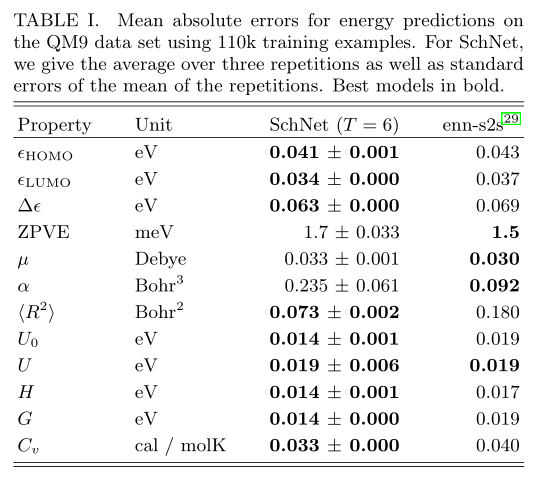 TABLE I. Mean absolute errors for energy predictions on
the QM9 data set using 110k training examples. For SchNet,
we give the average over three repetitions as well as standard
errors of the mean of the repetitions. Best models in bold.
Property Unit SchNet (T = 6) enn-s2s29
ϵHOMO eV 0.041 ± 0.001 0.043
ϵLUMO eV 0.034 ± 0.000 0.037
Δϵ eV 0.063 ± 0.000 0.069
ZPVE meV 1.7 ± 0.033 1.5
μ Debye 0.033 ± 0.001 0.030
α Bohr³ 0.235 ± 0.061 0.092
⟨R²⟩ Bohr² 0.073 ± 0.002 0.180
U₀ eV 0.014 ± 0.001 0.019
U eV 0.019 ± 0.006 0.019
H eV 0.014 ± 0.001 0.017
G eV 0.014 ± 0.000 0.019
Cᵥ cal / molK 0.033 ± 0.000 0.040